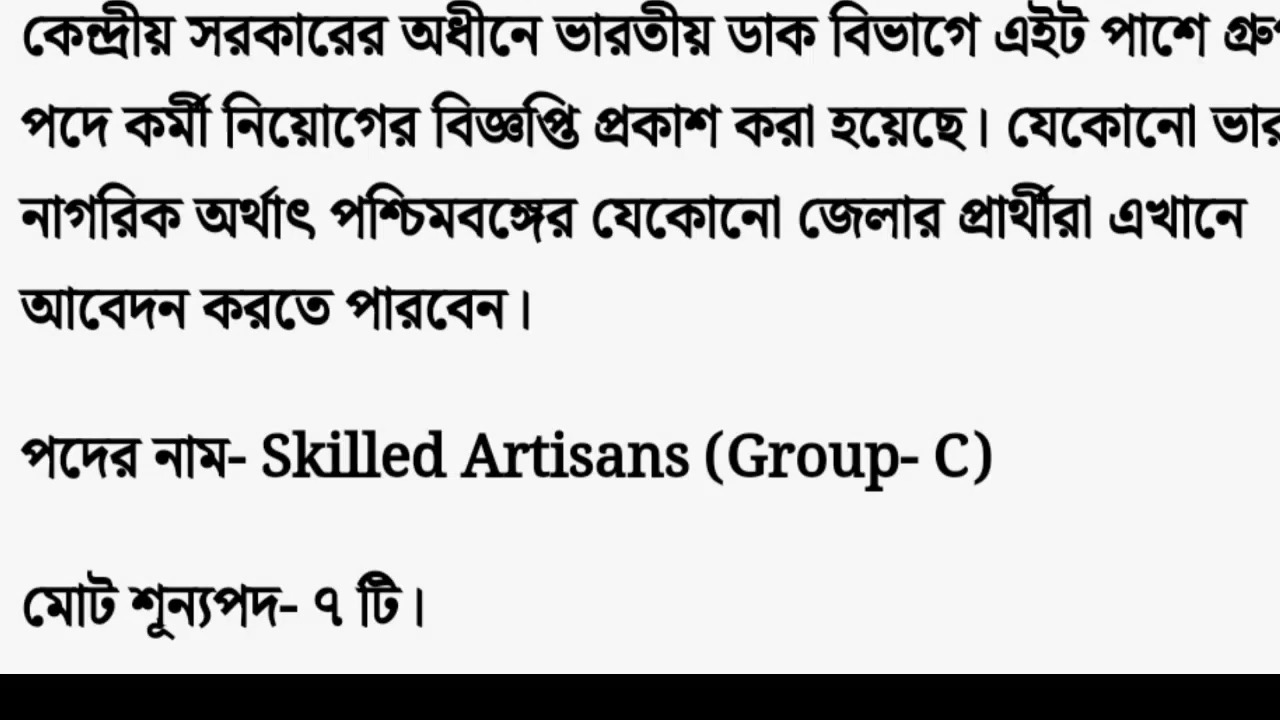 কেন্দ্রীয় সরকারের অধীনে ভারতীয় ডাক বিভাগে এইট পাশে
পদে কর্মী নিয়োগের বিজ্ঞপ্তি প্রকাশ করা হয়েছে। যেকোনো
নাগরিক অর্থাৎ পশ্চিমবঙ্গের যেকোনো জেলার প্রার্থীরা এখানে
আবেদন করতে পারবেন।
পদের নাম- Skilled Artisans (Group- C)
মোট শূন্যপদ- ৭ টি।